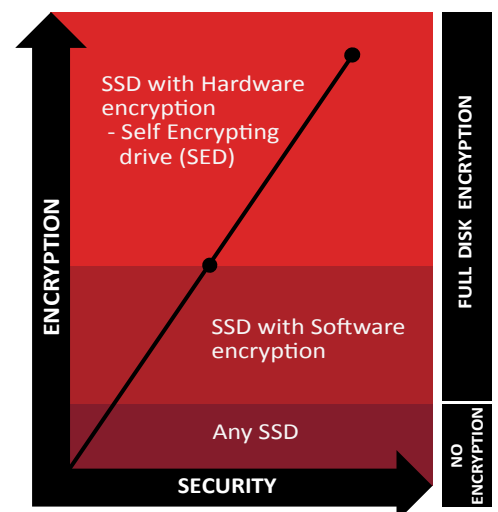 SSD with Hardware
encryption
- Self Encrypting
drive (SED)
SSD with Software
encryption
Any SSD
ENCRYPTION
SECURITY
FULL DISK ENCRYPTION
NO
ENCRYPTION